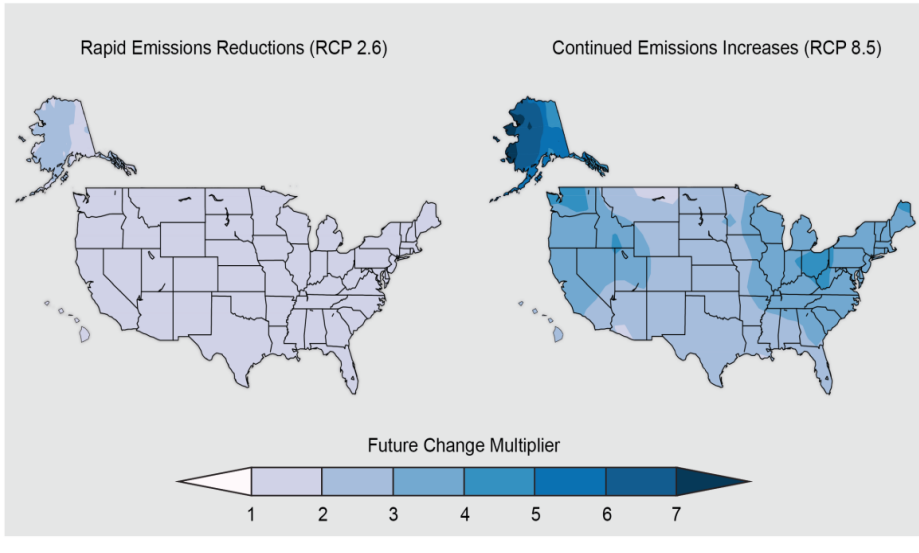 Rapid Emissions Reductions (RCP 2.6)
Continued Emissions Increases (RCP 8.5)
Future Change Multiplier
1 2 3 4 5 6 7